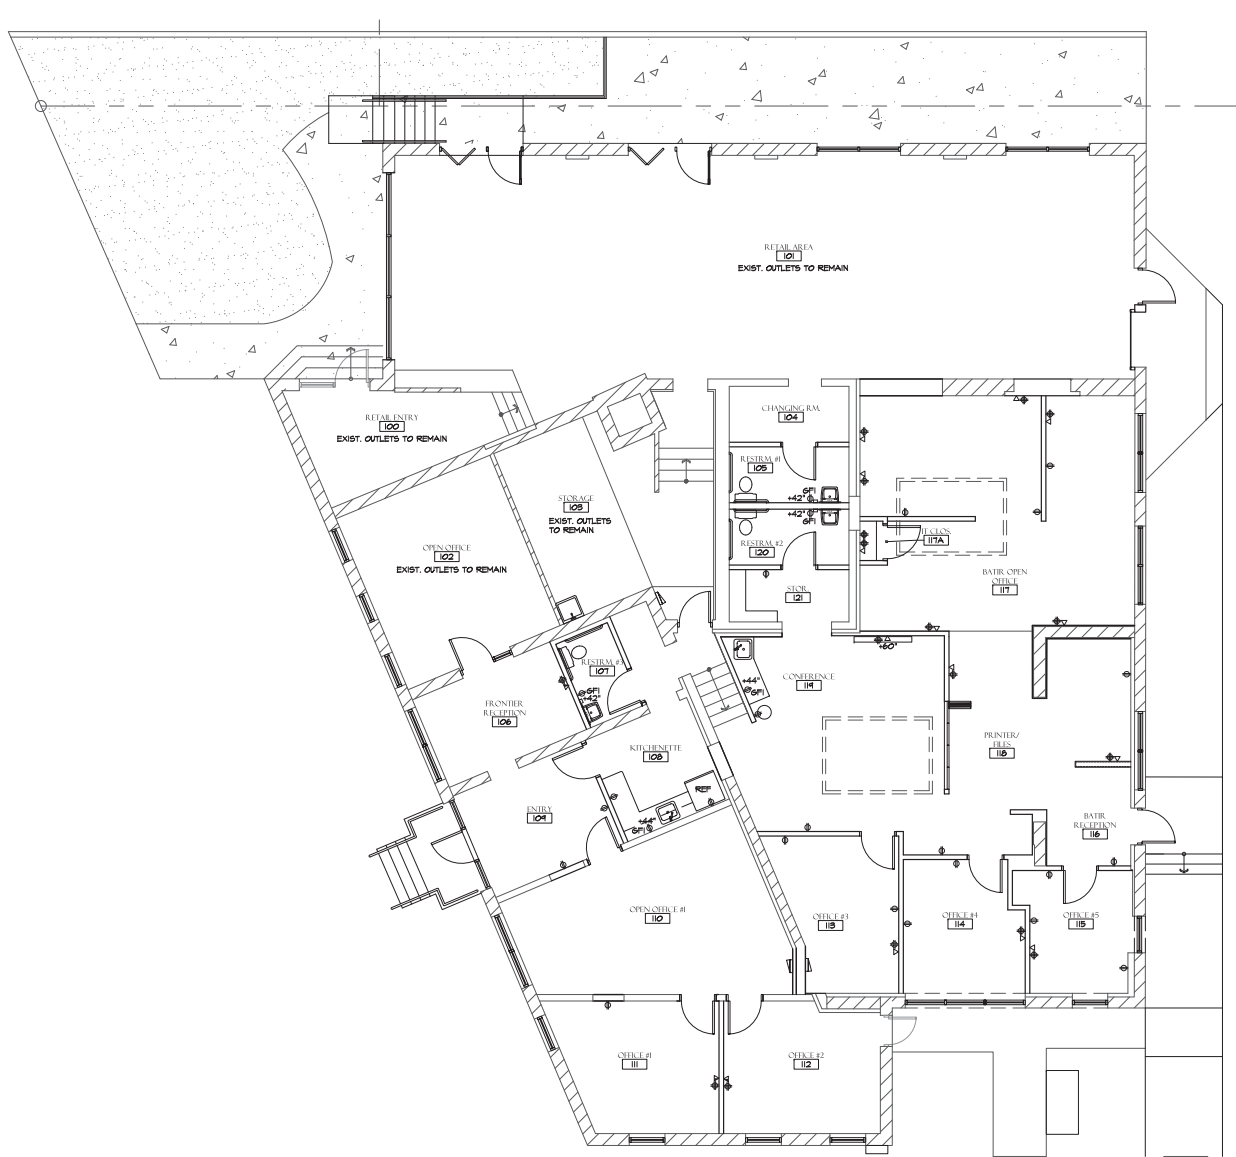 RETAIL AREA
101
EXIST. OUTLETS TO REMAIN
RETAIL ENTRY
100
EXIST. OUTLETS TO REMAIN
CHANGING RM.
104
RESTRM. #1
105
GFI
+42"
+42"
GFI
RESTRM. #2
120
STOR.
121
STORAGE
103
EXIST. OUTLETS
TO REMAIN
OPEN OFFICE
102
EXIST. OUTLETS TO REMAIN
IT CLOS.
117A
BATIR OPEN
OFFICE
117
+60"
RESTRM. #3
107
GFI
+42"
CONFERENCE
119
+44"
GFI
FRONTIER
RECEPTION
106
KITCHENETTE
108
REF
+44"
GFI
PRINTER/
FILES
118
ENTRY
109
BATIR
RECEPTION
116
OPEN OFFICE #1
110
OFFICE #3
113
OFFICE #4
114
OFFICE #5
115
OFFICE #1
111
OFFICE #2
112